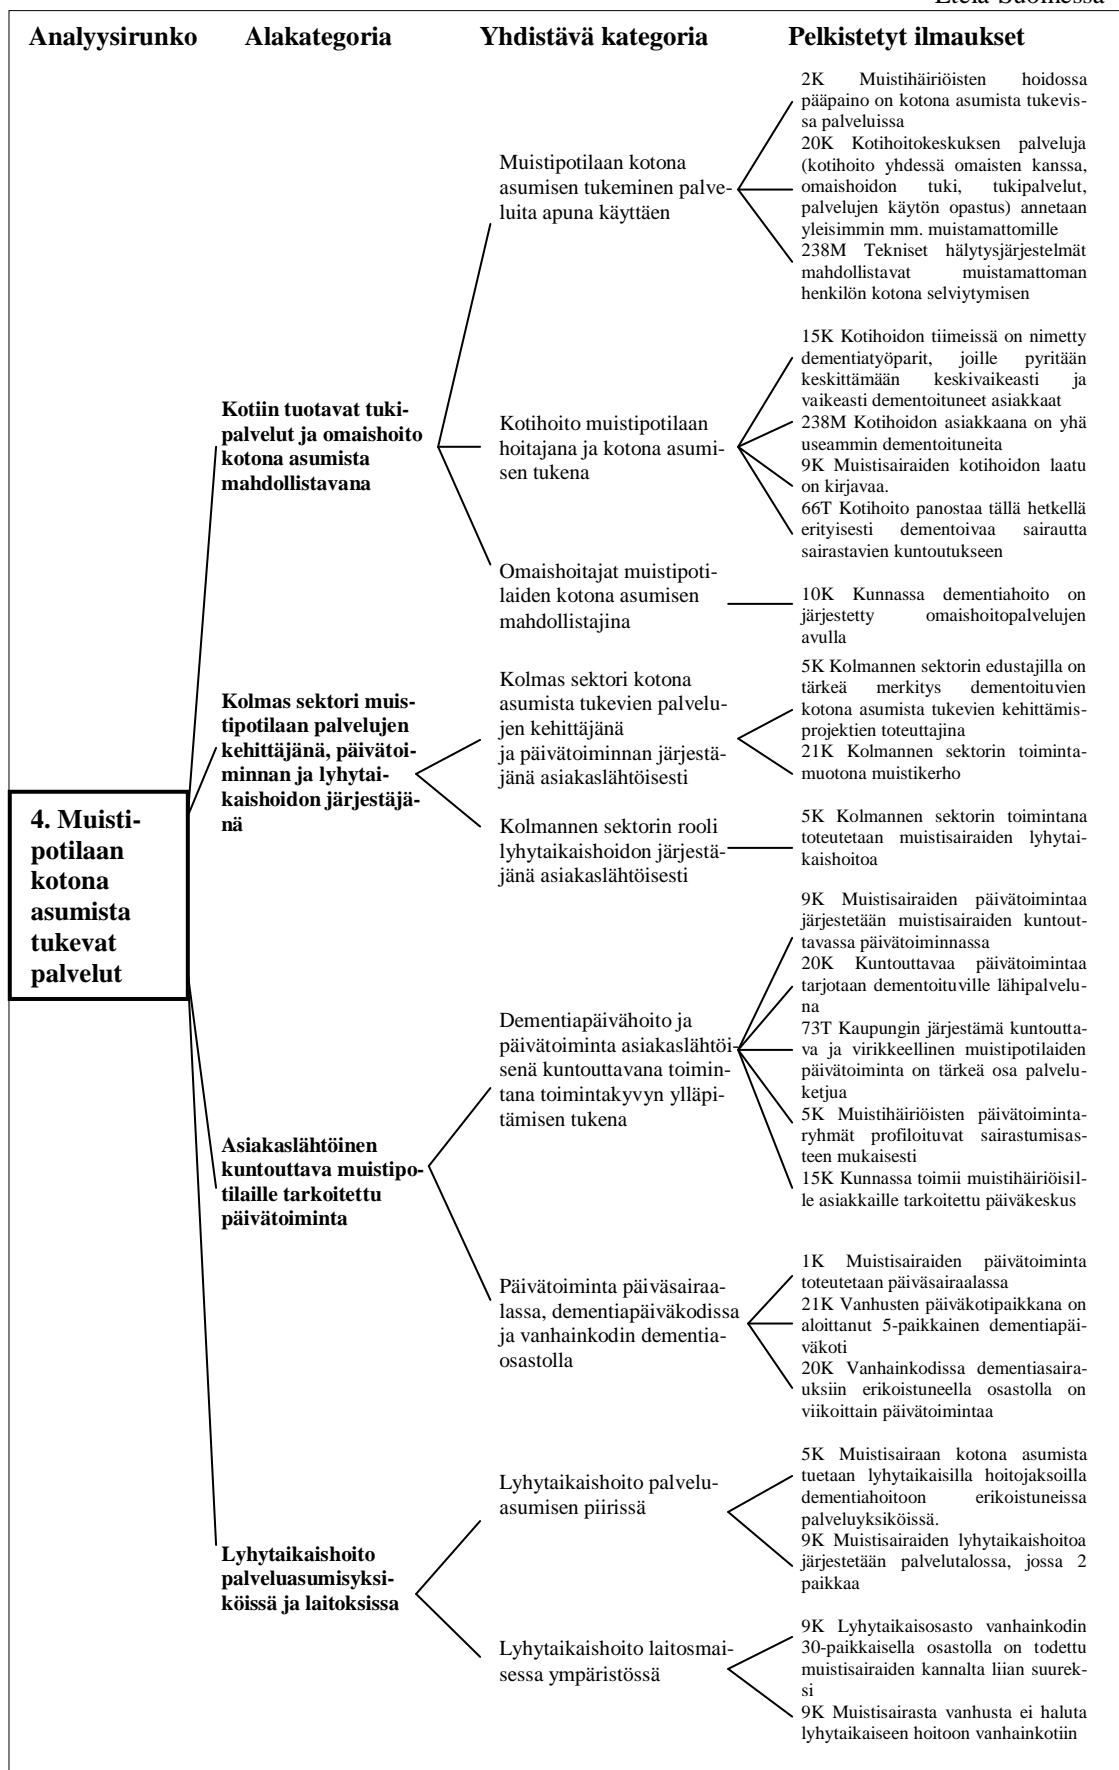 Etelä-Suomessa
Analyysirunko
Alakategoria
Yhdistävä kategoria
Pelkistetyt ilmaukset
4. Muisti-
potilaan
kotona
asumista
tukevat
palvelut
Kotiin tuotavat tuki-
palvelut ja omaishoito
kotona asumista
mahdollistavana
Muistipotilaan kotona
asumisen tukeminen palve-
luita apuna käyttäen
2K Muistihäiriöisten hoidossa
pääpaino on kotona asumista tukevis-
sa palveluissa
20K Kotihoitokeskuksen palveluja
(kotihoito yhdessä omaisten kanssa,
omaishoidon tuki, tukipalvelut,
palvelujen käytön opastus) annetaan
yleisimmin mm. muistamattomille
238M Tekniset hälytysjärjestelmät
mahdollistavat muistamattoman
henkilön kotona selviytymisen
Kotihoito muistipotilaan
hoitajana ja kotona asumi-
sen tukena
15K Kotihoidon tiimeissä on nimetty
dementiatyöparit, joille pyritään
keskittämään keskivaikeasti ja
vaikeasti dementoituneet asiakkaat
238M Kotihoidon asiakkaana on yhä
useammin dementoituneita
9K Muistisairaiden kotihoidon laatu
on kirjavaa.
66T Kotihoito panostaa tällä hetkellä
erityisesti dementoivaa sairautta
sairastavien kuntoutukseen
Omaishoitajat muistipoti-
laiden kotona asumisen
mahdollistajina
10K Kunnassa dementiahoito on
järjestetty omaishoitopalvelujen
avulla
Kolmas sektori muis-
tipotilaan palvelujen
kehittäjänä, päivätoi-
minnan ja lyhytai-
kaishoidon järjestäjä-
nä
Kolmas sektori kotona
asumista tukevien palvelu-
jen kehittäjänä
ja päivätoiminnan järjestä-
jänä asiakaslähtöisesti
5K Kolmannen sektorin edustajilla on
tärkeä merkitys dementoituvien
kotona asumista tukevien kehittämis-
projektien toteuttajina
21K Kolmannen sektorin toiminta-
muotona muistikerho
Kolmannen sektorin rooli
lyhytaikaishoidon järjestä-
jänä asiakaslähtöisesti
5K Kolmannen sektorin toimintana
toteutetaan muistisairaiden lyhytai-
kaishoitoa
Asiakaslähtöinen
kuntouttava muistipo-
tilaille tarkoitettu
päivätoiminta
Dementiapäivähoito ja
päivätoiminta asiakaslähtöi-
senä kuntouttavana toimin-
tana toimintakyvyn ylläpi-
tämisen tukena
9K Muistisairaiden päivätoimintaa
järjestetään muistisairaiden kuntout-
tavassa päivätoiminnassa
20K Kuntouttavaa päivätoimintaa
tarjotaan dementoituville lähipalvelu-
na
73T Kaupungin järjestämä kuntoutta-
va ja virikkeellinen muistipotilaiden
päivätoiminta on tärkeä osa palvelu-
ketjua
5K Muistihäiriöisten päivätoiminta-
ryhmät profiloituvat sairastumisas-
teen mukaisesti
15K Kunnassa toimii muistihäiriöisil-
le asiakkaille tarkoitettu päiväkeskus
Päivätoiminta päiväsairaa-
lassa, dementiapäiväkodissa
ja vanhainkodin dementia-
osastolla
1K Muistisairaiden päivätoiminta
toteutetaan päiväsairaalassa
21K Vanhusten päiväkotipaikkana on
aloittanut 5-paikkainen dementiapäi-
väkoti
20K Vanhainkodissa dementiasaira-
uksiin erikoistuneella osastolla on
viikoittain päivätoimintaa
Lyhytaikaishoito
palveluasumisyksi-
köissä ja laitoksissa
Lyhytaikaishoito palvelu-
asumisen piirissä
5K Muistisairaan kotona asumista
tuetaan lyhytaikaisilla hoitojaksoilla
dementiahoitoon erikoistuneissa
palveluyksiköissä.
9K Muistisairaiden lyhytaikaishoitoa
järjestetään palvelutalossa, jossa 2
paikkaa
Lyhytaikaishoito laitosmai-
sessa ympäristössä
9K Lyhytaikaisosasto vanhainkodin
30-paikkaisella osastolla on todettu
muistisairaiden kannalta liian suurek-
si
9K Muistisairasta vanhusta ei haluta
lyhytaikaiseen hoitoon vanhainkotiin